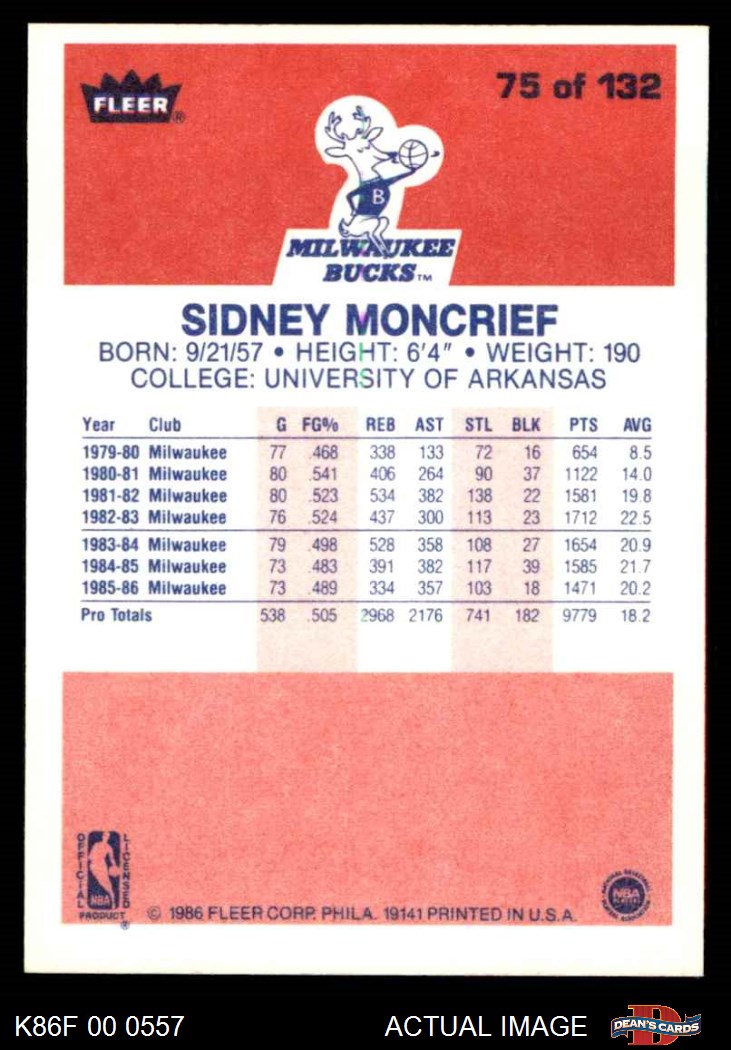 FLEER®
75 of 132
B
MILWAUKEE
BUCKS™
SIDNEY MONCRIEF
BORN: 9/21/57 • HEIGHT: 6'4" • WEIGHT: 190
COLLEGE: UNIVERSITY OF ARKANSAS
Year Club G FG% REB AST STL BLK PTS AVG
1979-80 Milwaukee 77 .468 338 133 72 16 654 8.5
1980-81 Milwaukee 80 .541 406 264 90 37 1122 14.0
1981-82 Milwaukee 80 .523 534 382 138 22 1581 19.8
1982-83 Milwaukee 76 .524 437 300 113 23 1712 22.5
1983-84 Milwaukee 79 .498 528 358 108 27 1654 20.9
1984-85 Milwaukee 73 .483 391 382 117 39 1585 21.7
1985-86 Milwaukee 73 .489 334 357 103 18 1471 20.2
Pro Totals 538 .505 2968 2176 741 182 9779 18.2
OFFICIAL
LICENSED
NBA
PRODUCT®
© 1986 FLEER CORP. PHILA. 19141 PRINTED IN U.S.A.
NATIONAL BASKETBALL
NBA
PLAYERS
PLAYERS ASSOCIATION
K86F 00 0557
ACTUAL IMAGE
D
DEAN'S CARDS